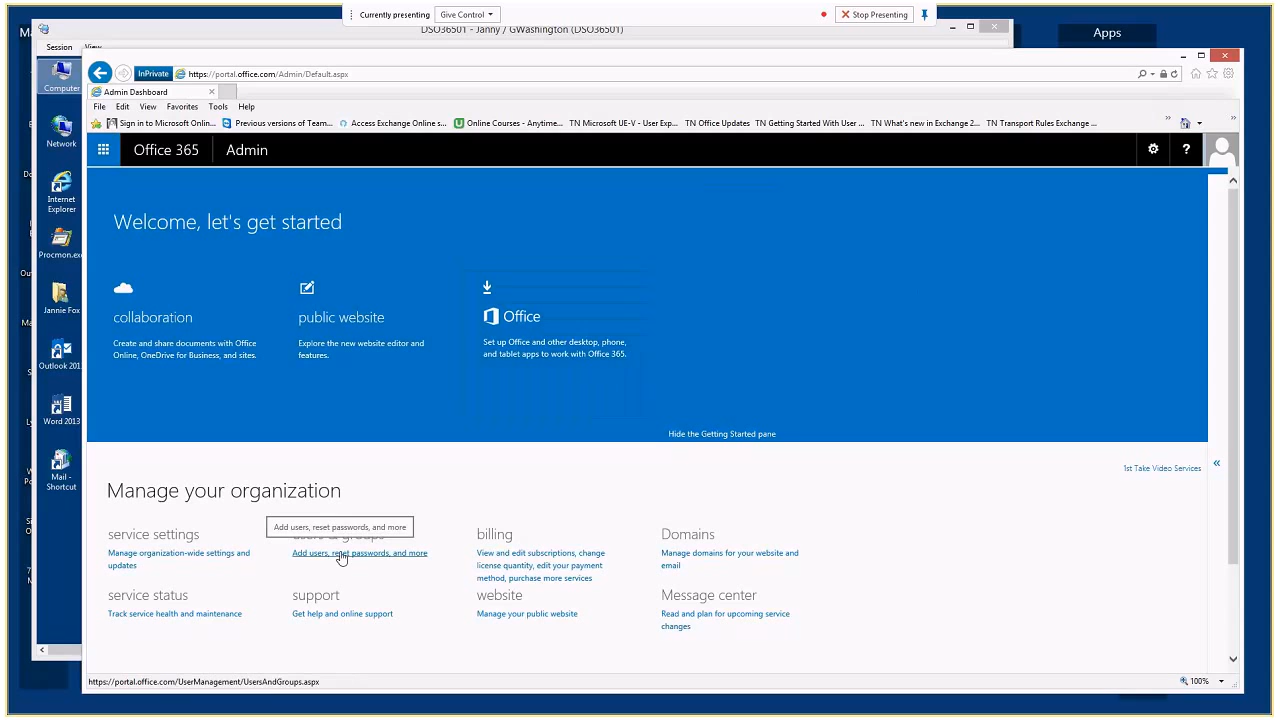 Currently presenting
Give Control
Stop Presenting
Apps
DSO36501 - Janny / GWashington (DSO36501)
Session
View
InPrivate
https://portal.office.com/Admin/Default.aspx
Admin Dashboard
File Edit View Favorites Tools Help
Sign in to Microsoft Onlin...
Previous versions of Team...
Access Exchange Online s...
Online Courses - Anytime...
TN Microsoft UE-V - User Exp...
TN Office Updates
TN Getting Started With User ...
TN What's new in Exchange 2...
TN Transport Rules Exchange ...
Computer
Network
Internet
Explorer
Procmon.ex
Jannie Fox
Outlook 201
Word 2013
Mail -
Shortcut
Office 365
Admin
?
Welcome, let's get started
collaboration
Create and share documents with Office
Online, OneDrive for Business, and sites.
public website
Explore the new website editor and
features.
Office
Set up Office and other desktop, phone,
and tablet apps to work with Office 365.
Hide the Getting Started pane
1st Take Video Services
Manage your organization
service settings
Manage organization-wide settings and
updates
Add users, reset passwords, and more
users & groups
Add users, reset passwords, and more
billing
View and edit subscriptions, change
license quantity, edit your payment
method, purchase more services
Domains
Manage domains for your website and
email
service status
Track service health and maintenance
support
Get help and online support
website
Manage your public website
Message center
Read and plan for upcoming service
changes
https://portal.office.com/UserManagement/UsersAndGroups.aspx
100%